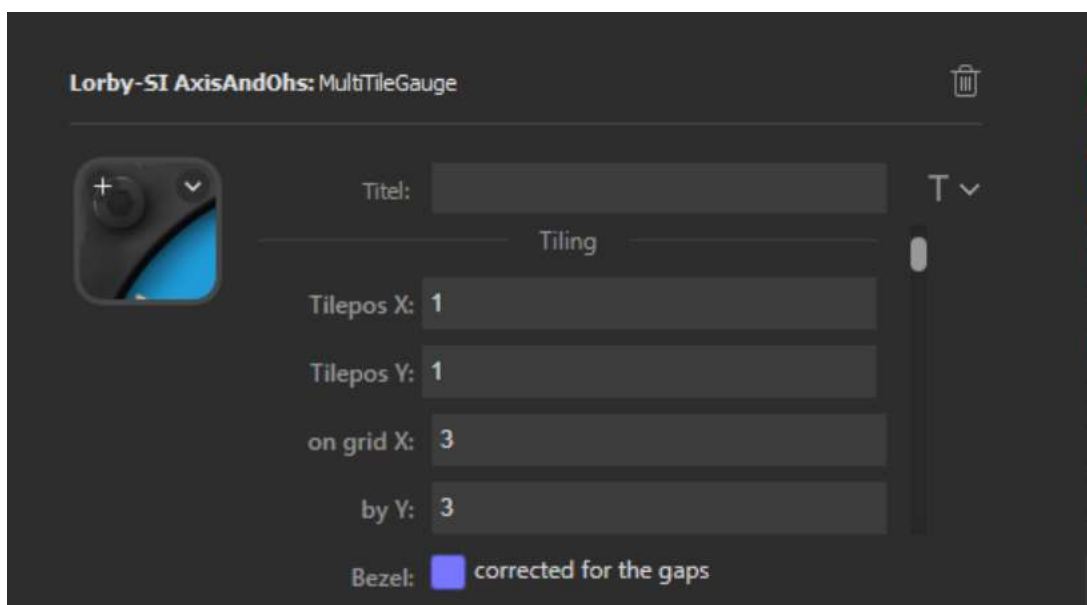 Lorby-SI AxisAndOhs: MultiTileGauge
Titel:
T
Tiling
Tilepos X: 1
Tilepos Y: 1
on grid X: 3
by Y: 3
Bezel: corrected for the gaps